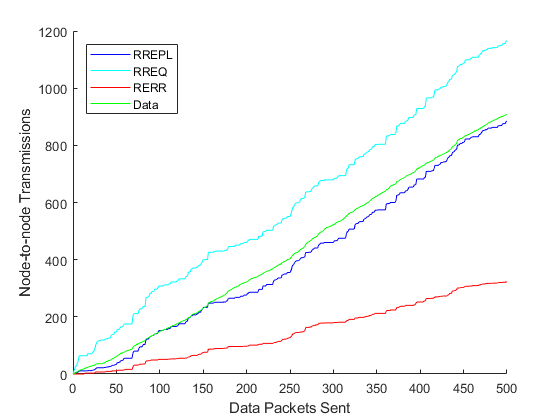 1200
1000
800
600
400
200
0
Node-to-node Transmissions
RREPL
RREQ
RERR
Data
0 50 100 150 200 250 300 350 400 450 500
Data Packets Sent